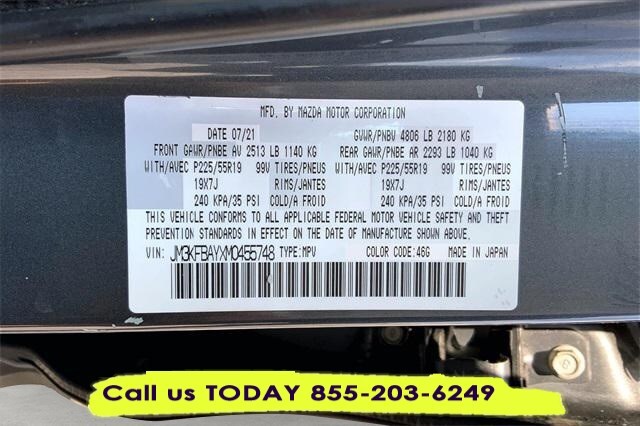 MFD. BY MAZDA MOTOR CORPORATION
DATE 07/21 GVWR/PNBV 4806 LB 2180 KG
FRONT GAWR/PNBE AV 2513 LB 1140 KG REAR GAWR/PNBE AR 2293 LB 1040 KG
WITH/AVEC P225/55R19 99V TIRES/PNEUS WITH/AVEC P225/55R19 99V TIRES/PNEUS
19X7J RIMS/JANTES 19X7J RIMS/JANTES
240 KPA/35 PSI COLD/A FROID 240 KPA/35 PSI COLD/A FROID
THIS VEHICLE CONFORMS TO ALL APPLICABLE FEDERAL MOTOR VEHICLE SAFETY AND THEFT
PREVENTION STANDARDS IN EFFECT ON THE DATE OF MANUFACTURE SHOWN ABOVE.
VIN: JM3KFBAYXM0455748 TYPE:MPV COLOR CODE:46G MADE IN JAPAN
Call us TODAY 855-203-6249